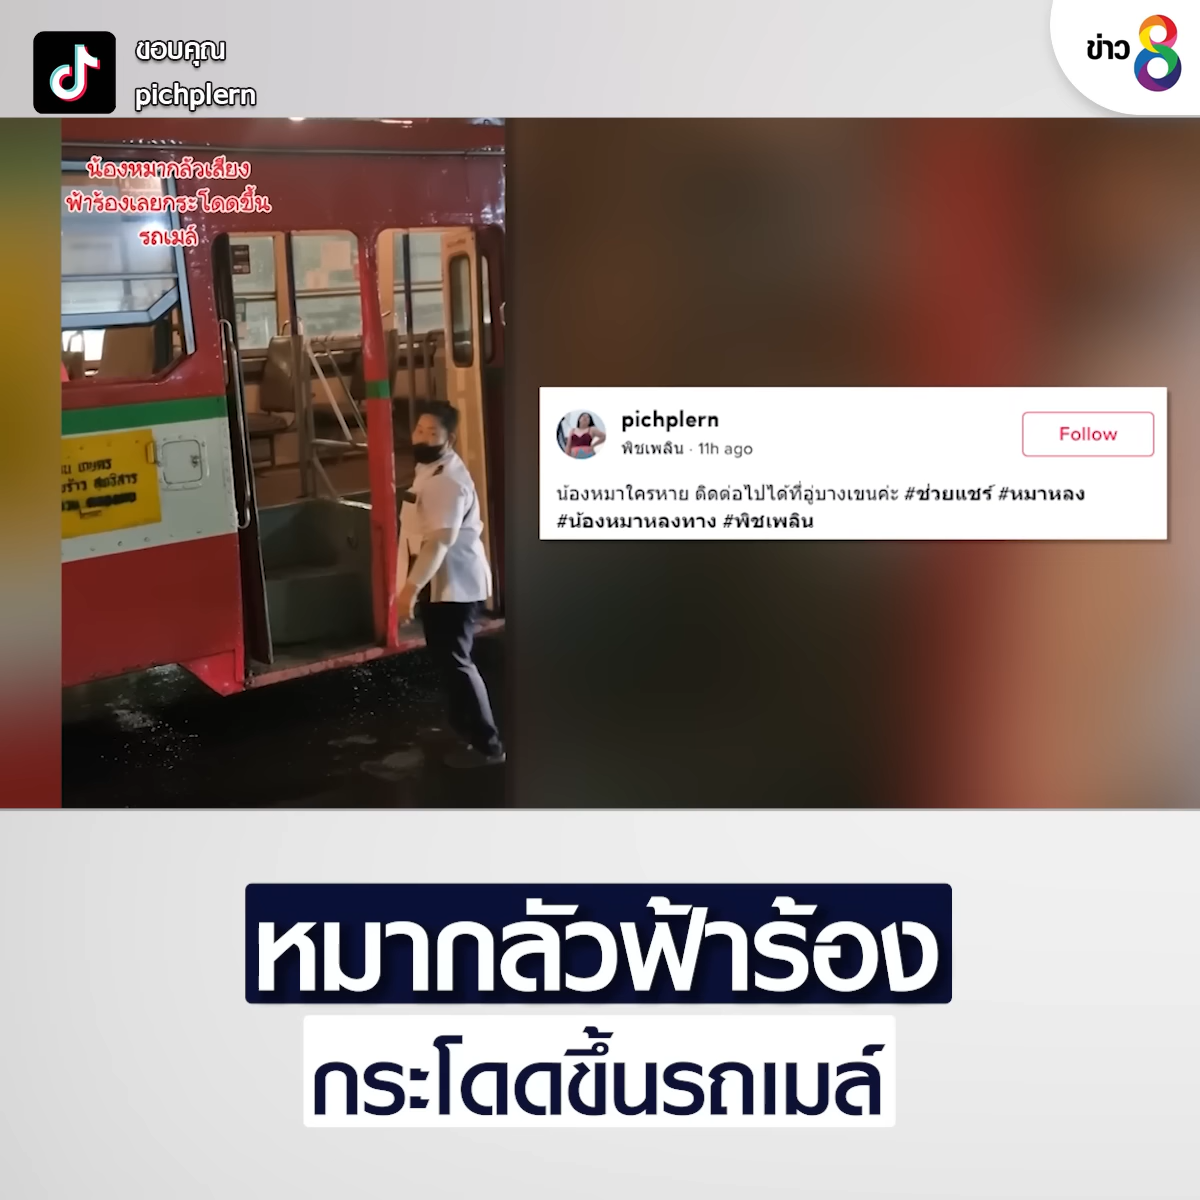 ขอบคุณ
pichplern
ข่าว 8
น้องหมากลัวเสียง
ฟ้าร้องเลยกระโดดขึ้น
รถเมล์
pichplern
พิชเพลิน · 11h ago
Follow
น้องหมาใครหาย ติดต่อไปได้ที่อู่บางเขนค่ะ #ช่วยแชร์ #หมาหลง
#น้องหมาหลงทาง #พิชเพลิน
เกษตร
หมากลัวฟ้าร้อง
กระโดดขึ้นรถเมล์